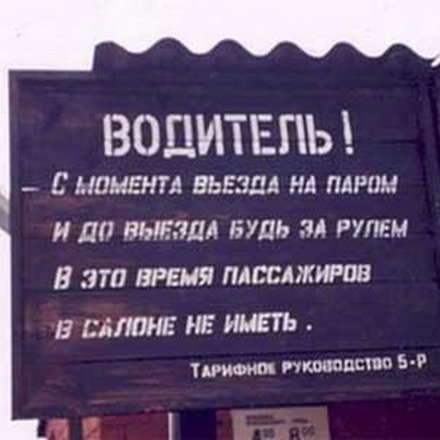 ВОДИТЕЛЬ!
– С МОМЕНТА ВЪЕЗДА НА ПАРОМ
И ДО ВЫЕЗДА БУДЬ ЗА РУЛЕМ
В ЭТО ВРЕМЯ ПАССАЖИРОВ
В САЛОНЕ НЕ ИМЕТЬ .
ТАРИФНОЕ РУКОВОДСТВО 5-Р